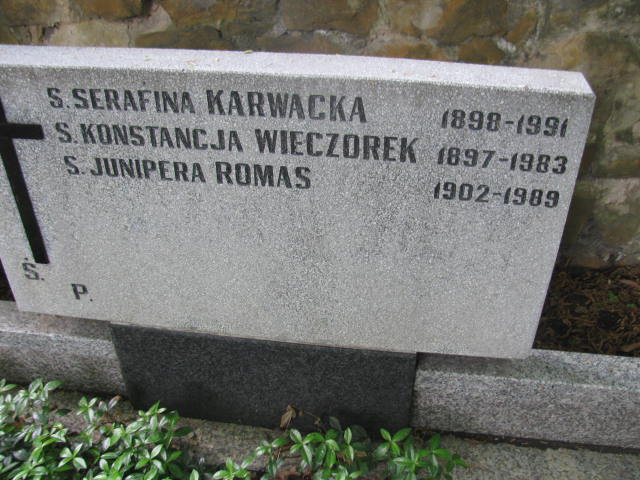 S. SERAFINA KARWACKA 1898-1991
S. KONSTANCJA WIECZOREK 1897-1983
S. JUNIPERA ROMAS 1902-1989
Ś.
P.